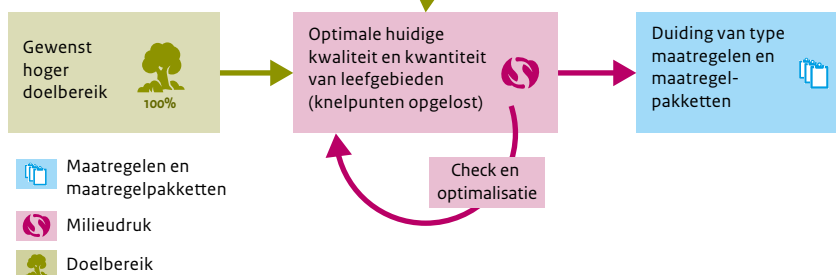 Gewenst
hoger
doelbereik
100%
Optimale huidige
kwaliteit en kwantiteit
van leefgebieden
(knelpunten opgelost)
Duiding van type
maatregelen en
maatregel-
pakketten
Check en
optimalisatie
Maatregelen en
maatregelpakketten
Milieudruk
Doelbereik